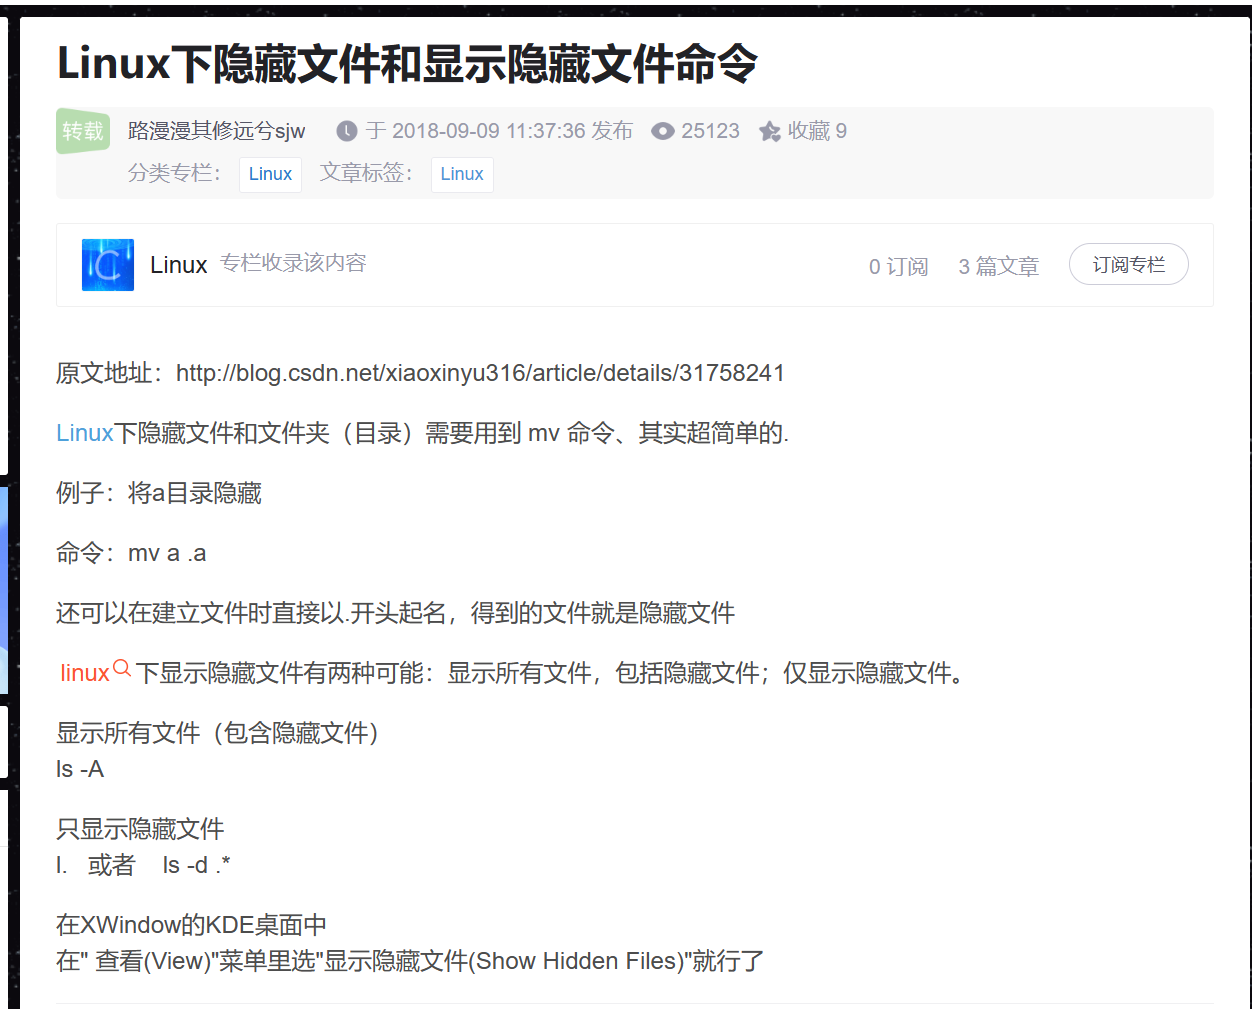 Linux下隐藏文件和显示隐藏文件命令
转载 路漫漫其修远兮sjw 于 2018-09-09 11:37:36 发布 25123 收藏 9
分类专栏： Linux 文章标签： Linux
Linux 专栏收录该内容 0 订阅 3 篇文章 订阅专栏
原文地址：http://blog.csdn.net/xiaoxinyu316/article/details/31758241
Linux下隐藏文件和文件夹（目录）需要用到 mv 命令、其实超简单的.
例子：将a目录隐藏
命令：mv a .a
还可以在建立文件时直接以.开头起名，得到的文件就是隐藏文件
linux下显示隐藏文件有两种可能：显示所有文件，包括隐藏文件；仅显示隐藏文件。
显示所有文件（包含隐藏文件）
ls -A
只显示隐藏文件
l. 或者 ls -d .*
在XWindow的KDE桌面中
在" 查看(View)"菜单里选"显示隐藏文件(Show Hidden Files)"就行了